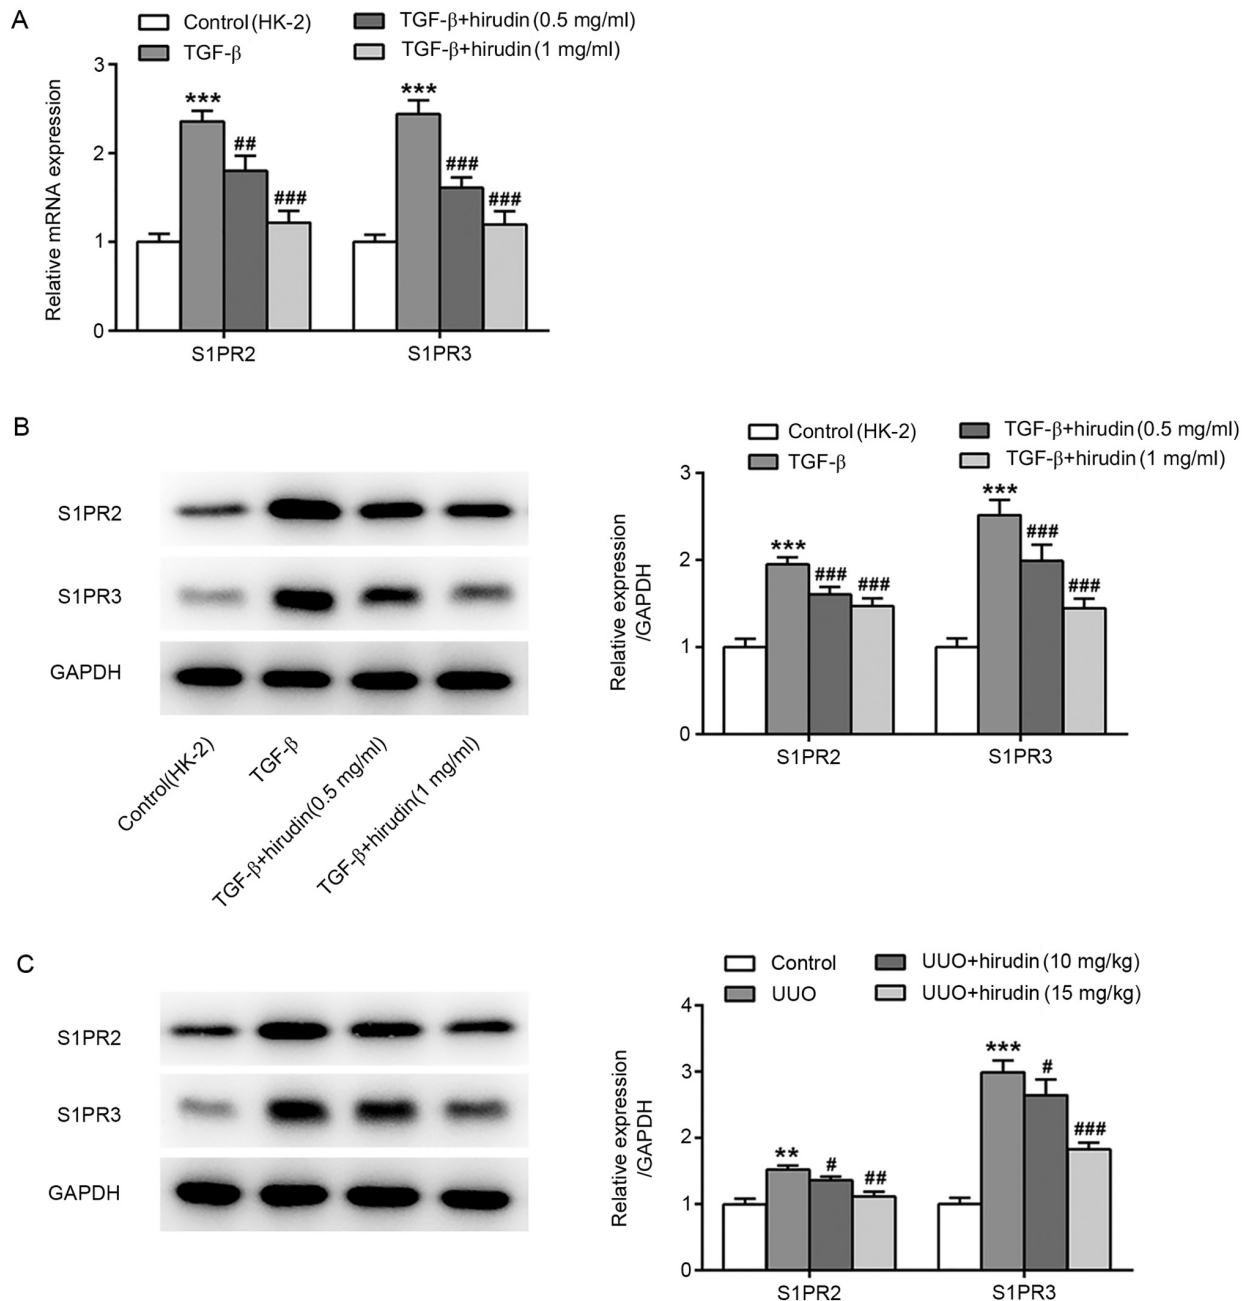 A
Control (HK-2)
TGF-β+hirudin (0.5 mg/ml)
TGF-β
TGF-β+hirudin (1 mg/ml)
Relative mRNA expression
3
2
1
0
***
##
###
***
###
###
S1PR2
S1PR3
B
S1PR2
S1PR3
GAPDH
Control(HK-2)
TGF-β
TGF-β+hirudin(0.5 mg/ml)
TGF-β+hirudin(1 mg/ml)
Control (HK-2)
TGF-β+hirudin (0.5 mg/ml)
TGF-β
TGF-β+hirudin (1 mg/ml)
Relative expression
/GAPDH
3
2
1
0
***
###
###
***
###
###
S1PR2
S1PR3
C
S1PR2
S1PR3
GAPDH
Control
UUO+hirudin (10 mg/kg)
UUO
UUO+hirudin (15 mg/kg)
Relative expression
/GAPDH
4
3
2
1
0
**
#
##
***
#
###
S1PR2
S1PR3